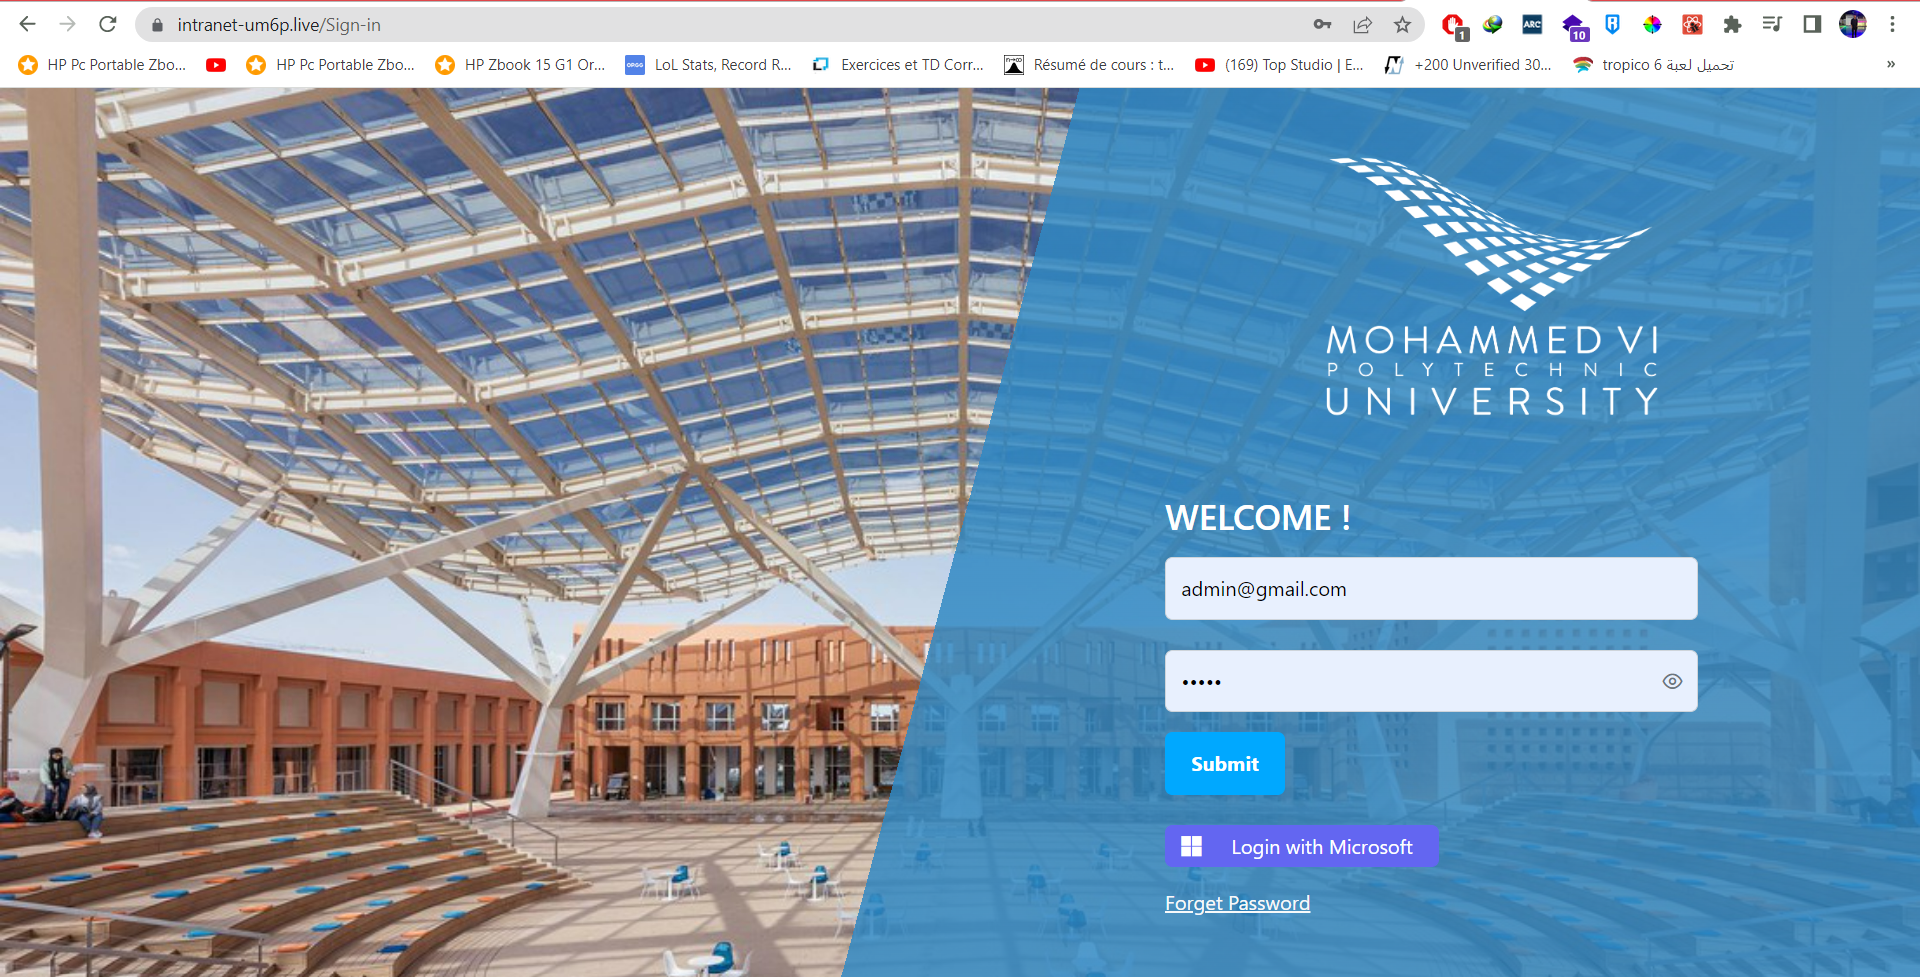 intranet-um6p.live/Sign-in
1
ARC
10
HP Pc Portable Zbo...
HP Pc Portable Zbo...
HP Zbook 15 G1 Or...
OPGG
LoL Stats, Record R...
Exercices et TD Corr...
Résumé de cours : t...
(169) Top Studio | E...
+200 Unverified 30...
تحميل لعبة tropico 6
»
MOHAMMED VI
POLYTECHNIC
UNIVERSITY
WELCOME !
admin@gmail.com
•••••
Submit
Login with Microsoft
Forget Password